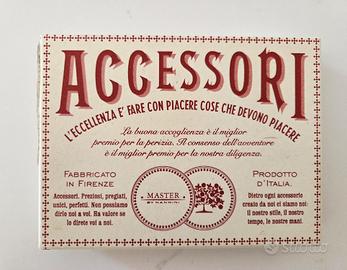 ACCESSORI
L'ECCELLENZA E' FARE CON PIACERE COSE CHE DEVONO PIACERE
La buona accoglienza è il miglior
premio per la perizia. Il consenso dell'avventore
è il miglior premio per la nostra diligenza.
FABBRICATO
IN FIRENZE
Accessori. Preziosi, pregiati,
unici, perfetti. Non possiamo
dirlo noi a voi. Ha valore se
lo direte voi a noi.
MASTER
BY NANNINI
PRODOTTO
D'ITALIA.
Dietro ogni accessorio
creato da noi ci siamo noi:
il nostro stile, il nostro
tempo, le nostre mani.
subito